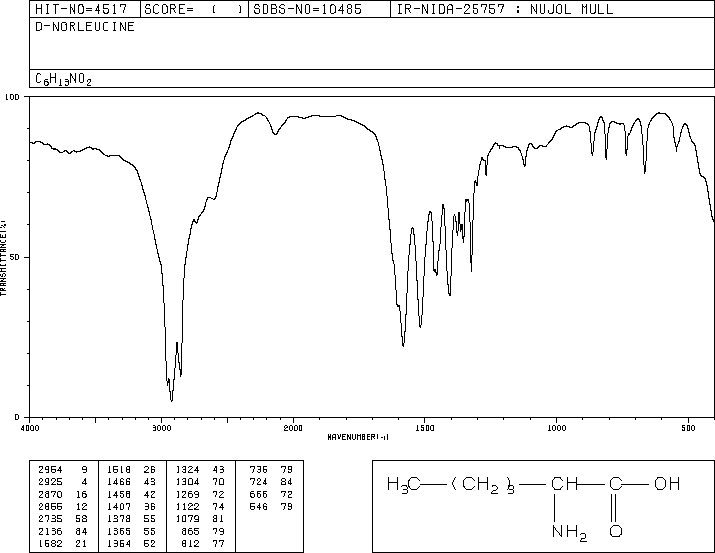 HIT-NO=4517 SCORE= ( ) SDBS-NO=10485 IR-NIDA-25757 : NUJOL MULL
D-NORLEUCINE
C6H13NO2
100
50
0
TRANSMITTANCE(%)
4000 3000 2000 1500 1000 500
WAVENUMBER(-1)
2954 9 1518 26 1324 43 736 79
2925 4 1466 43 1304 70 724 84
2870 16 1458 42 1269 72 666 72
2855 12 1407 36 1122 74 546 79
2735 58 1378 55 1079 81
2136 84 1365 55 865 79
1582 21 1354 52 812 77
H3C (CH2)3 CH C OH
NH2 O